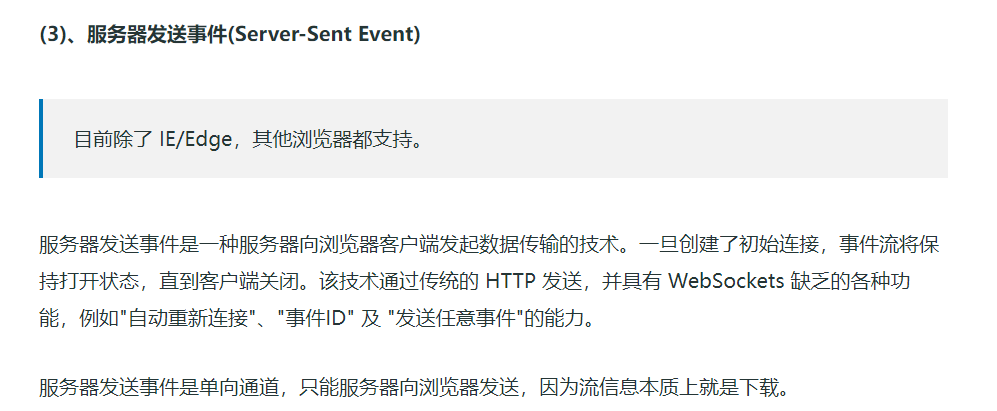 (3)、服务器发送事件(Server-Sent Event)
目前除了 IE/Edge，其他浏览器都支持。
服务器发送事件是一种服务器向浏览器客户端发起数据传输的技术。一旦创建了初始连接，事件流将保
持打开状态，直到客户端关闭。该技术通过传统的 HTTP 发送，并具有 WebSockets 缺乏的各种功
能，例如"自动重新连接"、"事件ID" 及 "发送任意事件"的能力。
服务器发送事件是单向通道，只能服务器向浏览器发送，因为流信息本质上就是下载。